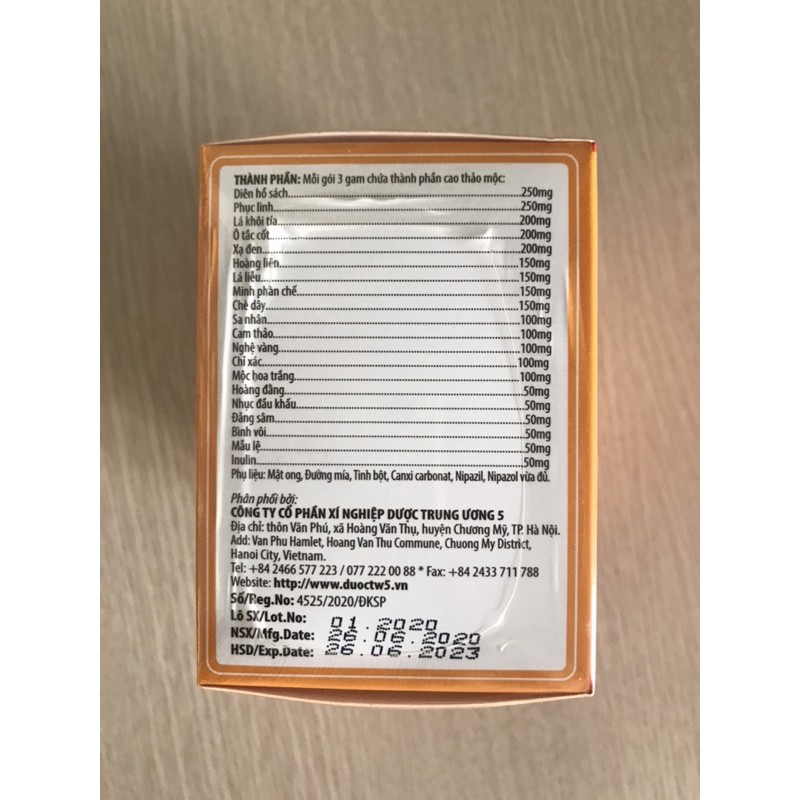 THÀNH PHẦN: Mỗi gói 3 gam chứa thành phần cao thảo mộc:
Diên hồ sách.....250mg
Phục linh.....250mg
Lá khôi tía.....200mg
Ô tắc cốt.....200mg
Xạ đen.....200mg
Hoàng liên.....150mg
Lá liễu.....150mg
Minh phàn chế.....150mg
Chè dây.....150mg
Sa nhân.....100mg
Cam thảo.....100mg
Nghệ vàng.....100mg
Chỉ xác.....100mg
Mộc hoa trắng.....100mg
Hoàng đằng.....50mg
Nhục đầu khấu.....50mg
Đảng sâm.....50mg
Bình vôi.....50mg
Mẫu lệ.....50mg
Inulin.....50mg
Phụ liệu: Mật ong, Đường mía, Tinh bột, Canxi carbonat, Nipazil, Nipazol vừa đủ.
Phân phối bởi:
CÔNG TY CỔ PHẦN XÍ NGHIỆP DƯỢC TRUNG ƯƠNG 5
Địa chỉ: thôn Văn Phú, xã Hoàng Văn Thụ, huyện Chương Mỹ, TP. Hà Nội.
Add: Van Phu Hamlet, Hoang Van Thu Commune, Chuong My District,
Hanoi City, Vietnam.
Tel: +84 2466 577 223 / 077 222 00 88 * Fax: +84 2433 711 788
Website: http://www.duoctw5.vn
Số/Reg.No: 4525/2020/ĐKSP
Lô SX/Lot.No: 01.2020
NSX/Mfg.Date: 26.06.2020
HSD/Exp.Date: 26.06.2023